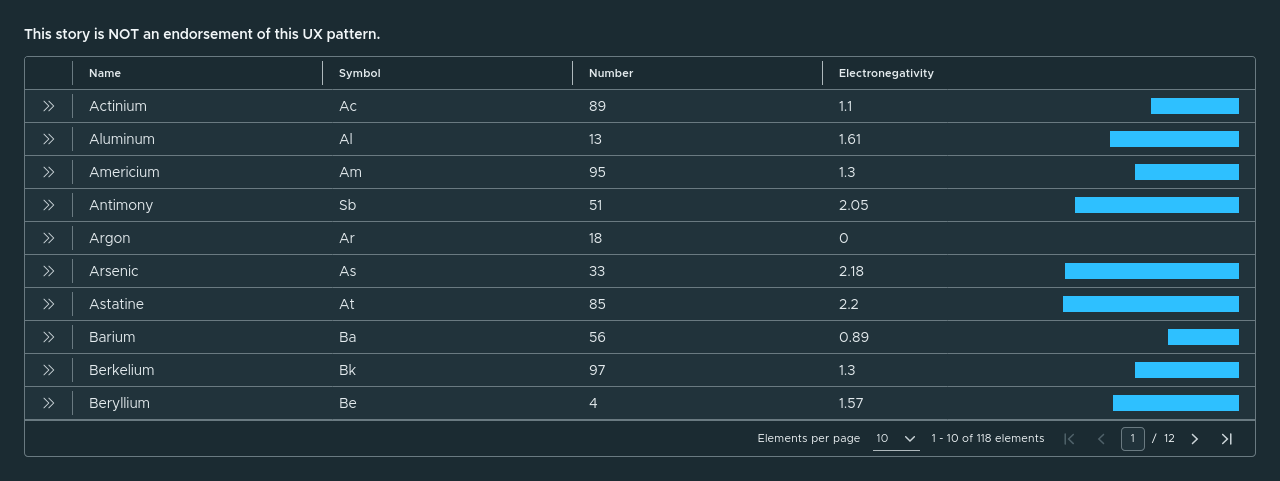 This story is NOT an endorsement of this UX pattern.
Name Symbol Number Electronegativity
Actinium Ac 89 1.1
Aluminum Al 13 1.61
Americium Am 95 1.3
Antimony Sb 51 2.05
Argon Ar 18 0
Arsenic As 33 2.18
Astatine At 85 2.2
Barium Ba 56 0.89
Berkelium Bk 97 1.3
Beryllium Be 4 1.57
Elements per page 10 1 - 10 of 118 elements 1 / 12